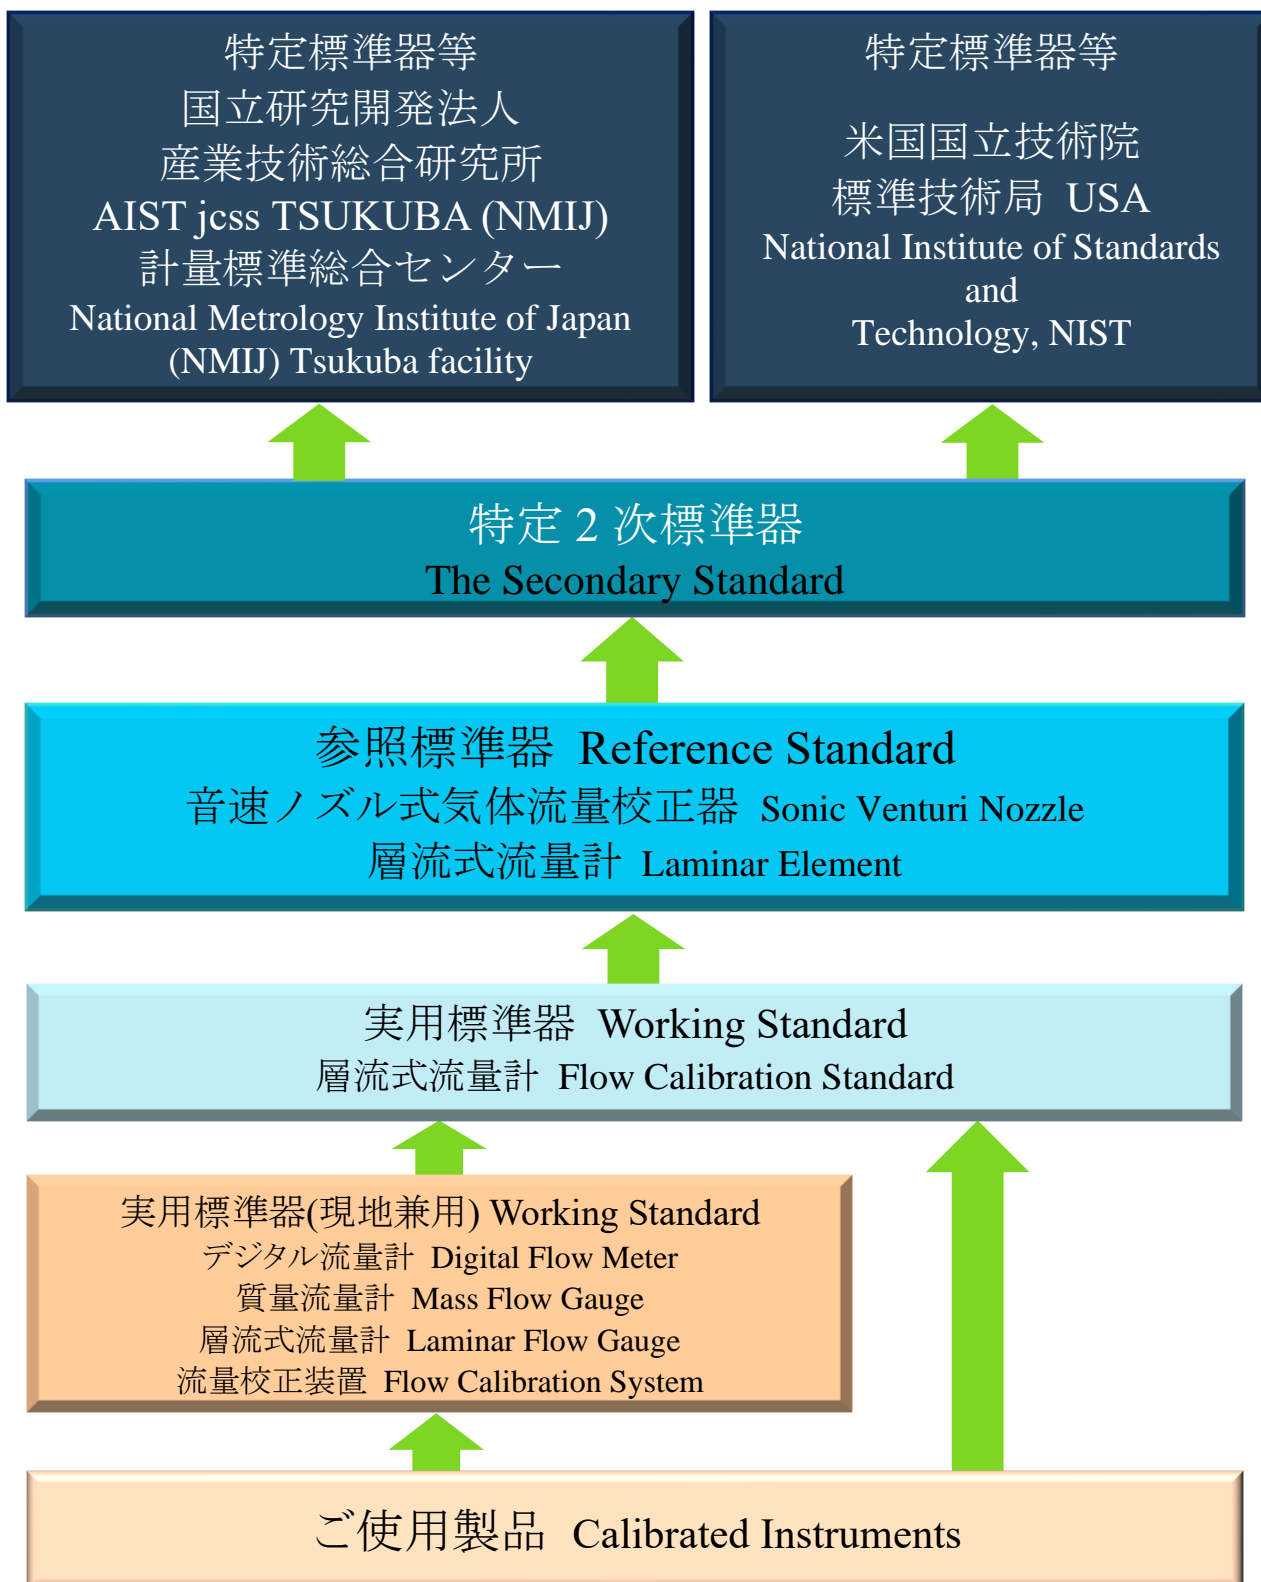 特定標準器等
国立研究開発法人
産業技術総合研究所
AIST jcss TSUKUBA (NMIJ)
計量標準総合センター
National Metrology Institute of Japan
(NMIJ) Tsukuba facility
特定標準器等
米国国立技術院
標準技術局 USA
National Institute of Standards
and
Technology, NIST
特定 2 次標準器
The Secondary Standard
参照標準器 Reference Standard
音速ノズル式気体流量校正器 Sonic Venturi Nozzle
層流式流量計 Laminar Element
実用標準器 Working Standard
層流式流量計 Flow Calibration Standard
実用標準器(現地兼用) Working Standard
デジタル流量計 Digital Flow Meter
質量流量計 Mass Flow Gauge
層流式流量計 Laminar Flow Gauge
流量校正装置 Flow Calibration System
ご使用製品 Calibrated Instruments